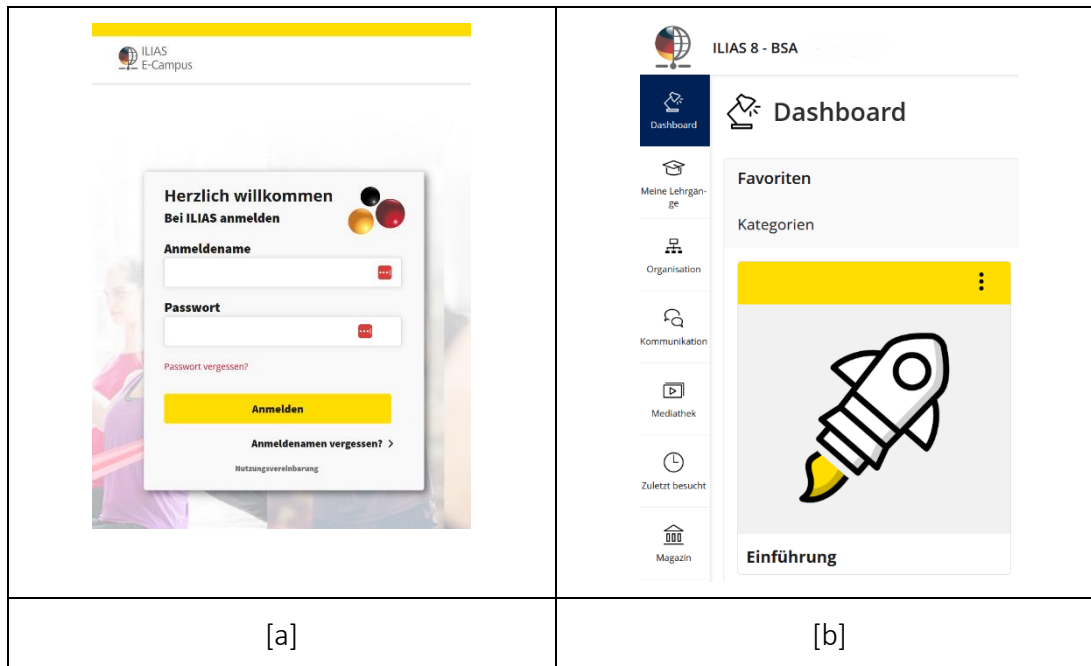 ILIAS
E-Campus
Herzlich willkommen
Bei ILIAS anmelden
Anmeldename
Passwort
Passwort vergessen?
Anmelden
Anmeldenamen vergessen? >
Nutzungsvereinbarung
[a]
ILIAS 8 - BSA
Dashboard
Meine Lehrgän-
ge
Organisation
Kommunikation
Mediathek
Zuletzt besucht
Magazin
Dashboard
Favoriten
Kategorien
Einführung
[b]